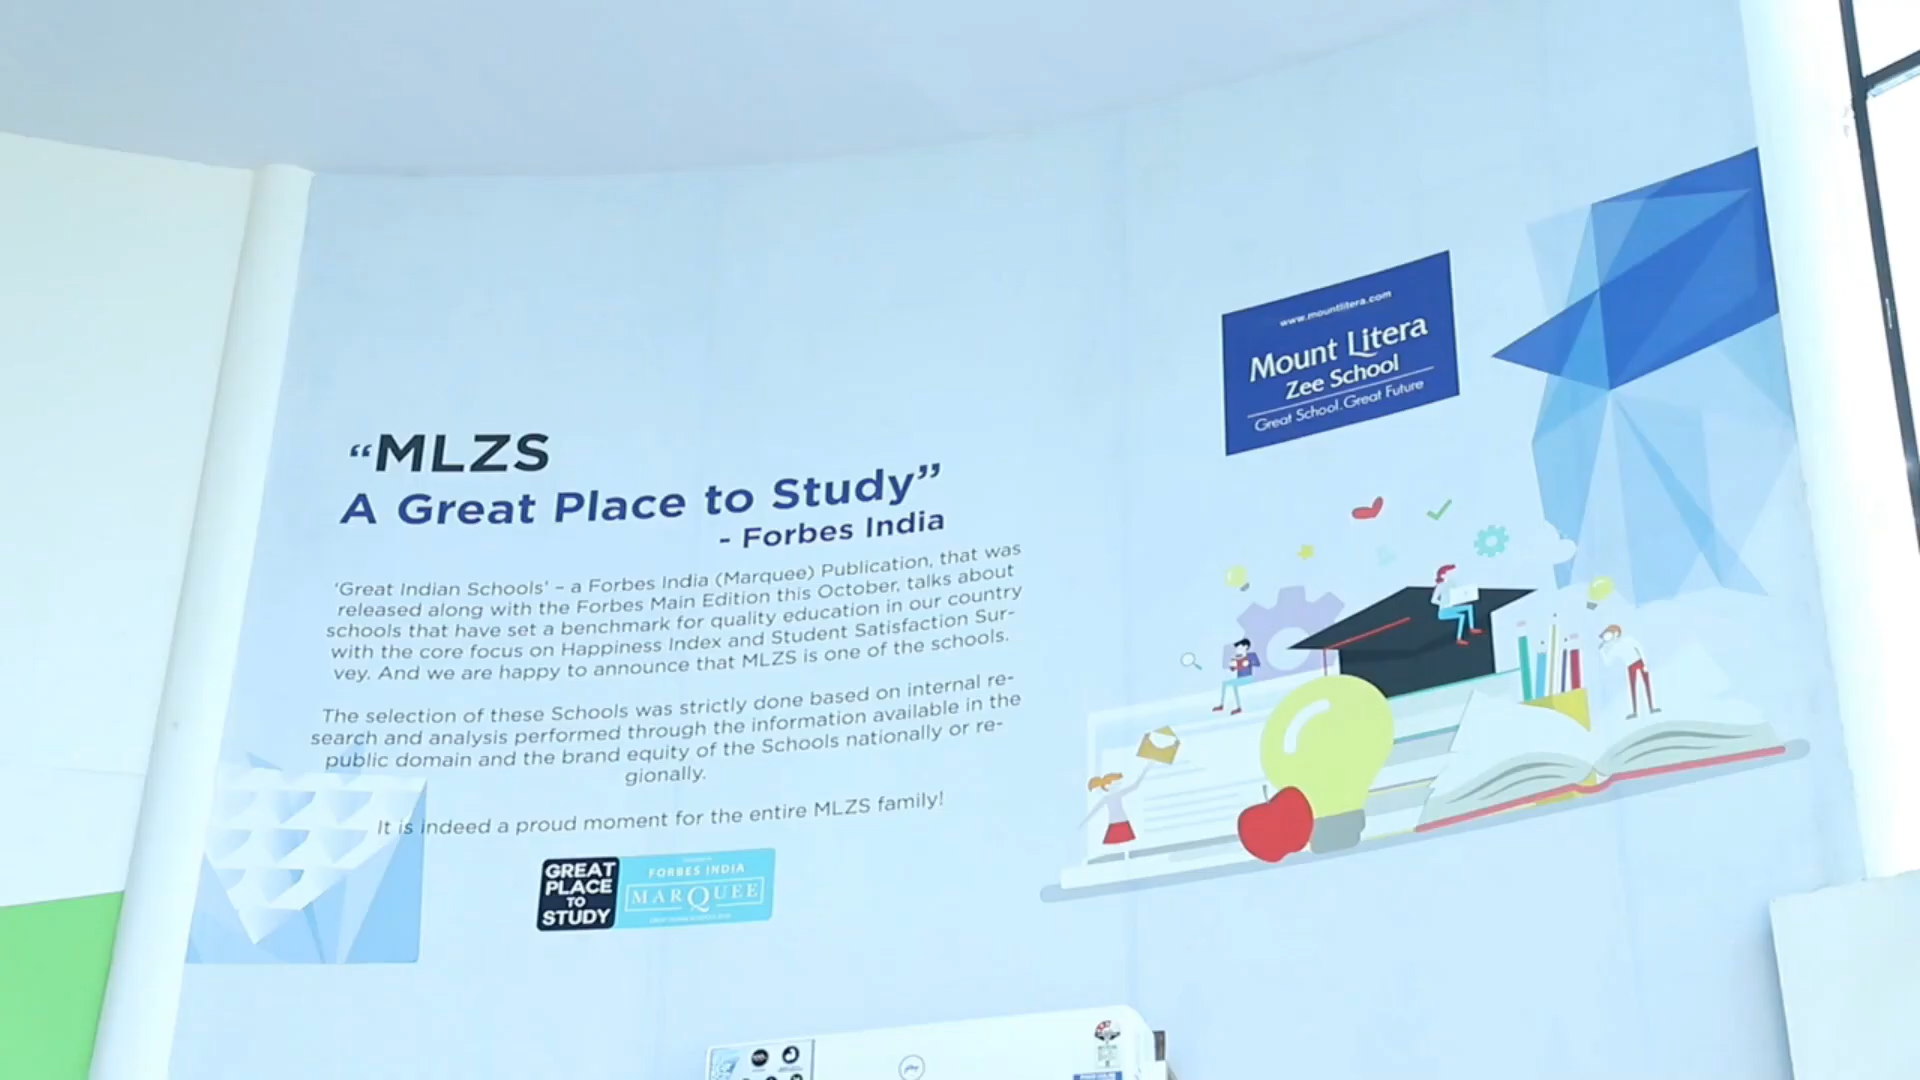 “MLZS
A Great Place to Study”
- Forbes India
‘Great Indian Schools’ – a Forbes India (Marquee) Publication, that was
released along with the Forbes Main Edition this October, talks about
schools that have set a benchmark for quality education in our country
with the core focus on Happiness Index and Student Satisfaction Sur-
vey. And we are happy to announce that MLZS is one of the schools.
The selection of these Schools was strictly done based on internal re-
search and analysis performed through the information available in the
public domain and the brand equity of the Schools nationally or re-
gionally.
It is indeed a proud moment for the entire MLZS family!
GREAT
PLACE
TO
STUDY
FORBES INDIA
MARQUEE
www.mountlitera.com
Mount Litera
Zee School
Great School. Great Future